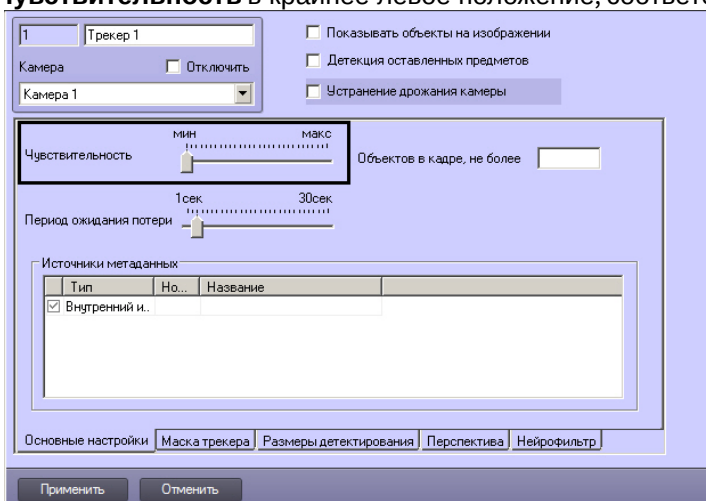 чувствительность в крайнее левое положение,
1 Трекер 1
Показывать объекты на изображении
Камера
Отключить
Детекция оставленных предметов
Камера 1
Устранение дрожания камеры
мин макс
Чувствительность
Объектов в кадре, не более
1сек 30сек
Период ожидания потери
Источники метаданных
Тип Но... Название
Внутренний и..
Основные настройки Маска трекера Размеры детектирования Перспектива Нейрофильтр
Применить Отменить